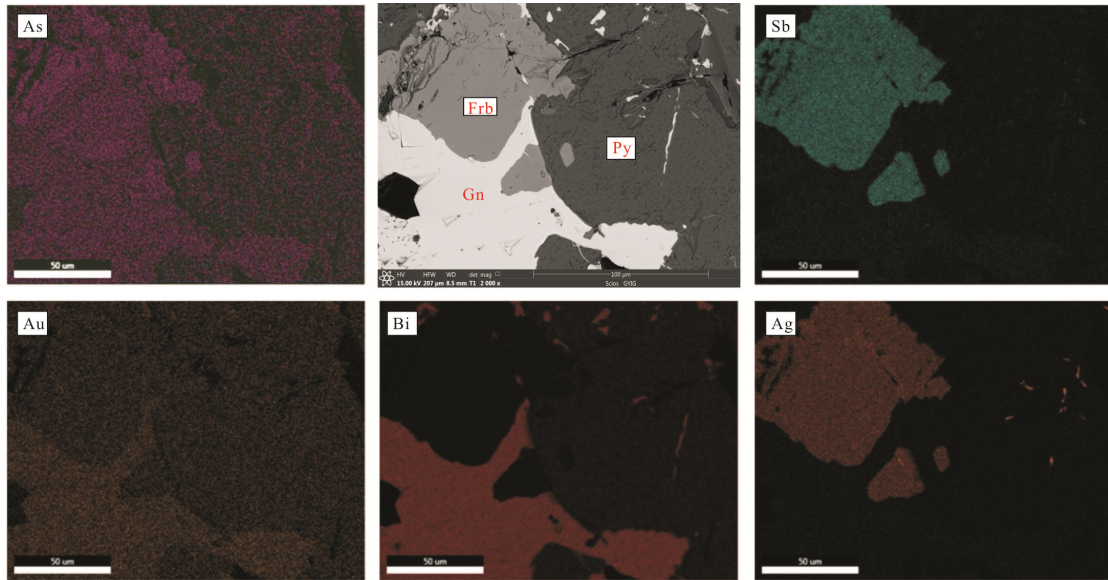 As
Frb
Py
Gn
Sb
50 um
HV HFW WD det mag
15.00 kV 207 μm 8.5 mm T1 2 000 x
100 μm
Scios GYIG
50 um
Au
Bi
Ag
50 um
50 um
50 um